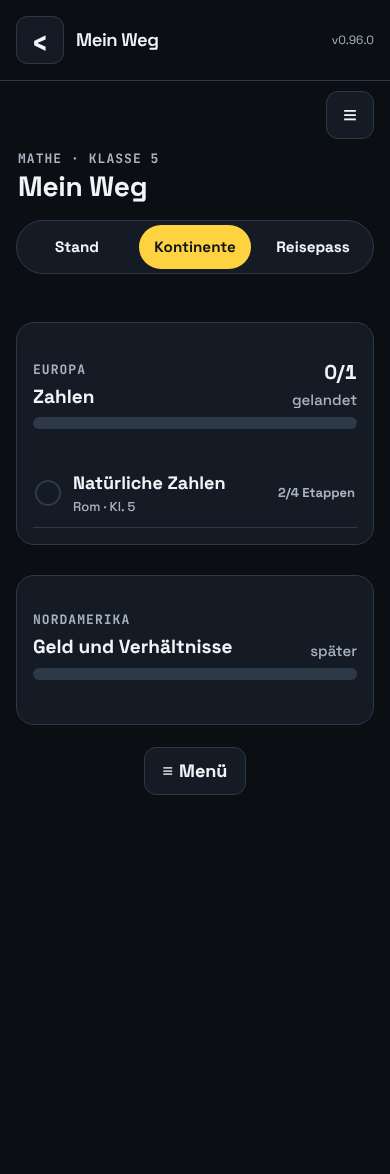 < Mein Weg v0.96.0
≡
MATHE · KLASSE 5
Mein Weg
Stand Kontinente Reisepass
EUROPA
0/1
Zahlen
gelandet
Natürliche Zahlen
2/4 Etappen
Rom · Kl. 5
NORDAMERIKA
Geld und Verhältnisse
später
≡ Menü